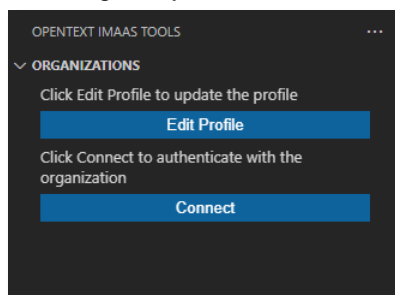 OPENTEXT IMAAS TOOLS
ORGANIZATIONS
Click Edit Profile to update the profile
Edit Profile
Click Connect to authenticate with the
organization
Connect